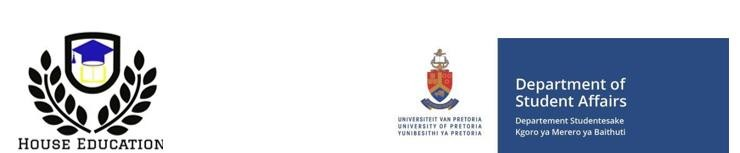 HOUSE EDUCATION
UNIVERSITEIT VAN PRETORIA
UNIVERSITY OF PRETORIA
YUNIBESITHI YA PRETORIA
Department of
Student Affairs
Departement Studentesake
Kgoro ya Merero ya Baithuti